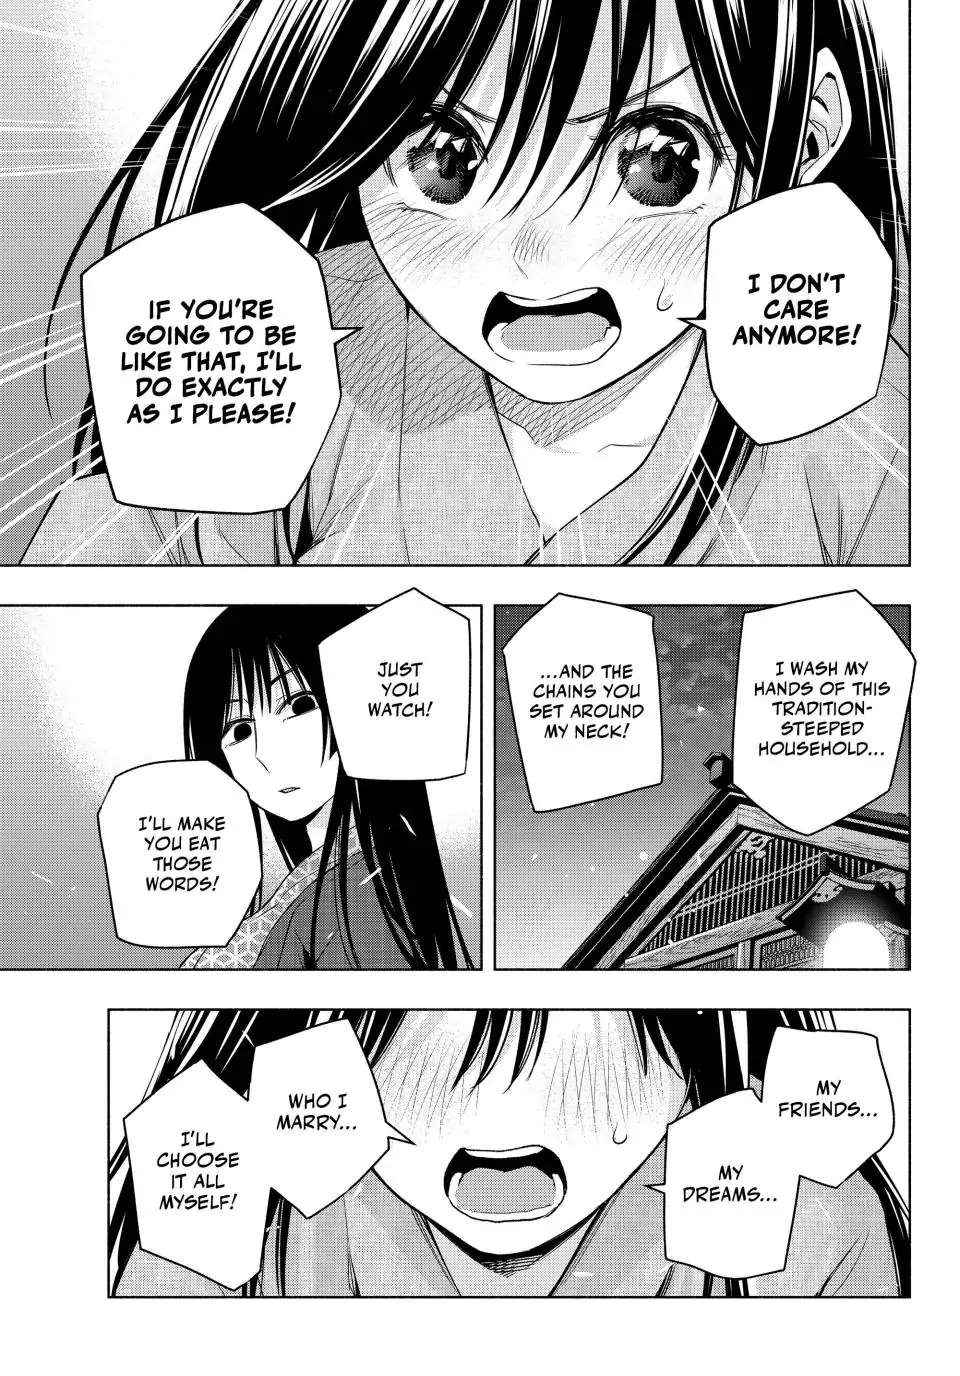 I DON'T
CARE
ANYMORE!
IF YOU'RE
GOING TO BE
LIKE THAT, I'LL
DO EXACTLY
AS I PLEASE!
I WASH MY
HANDS OF THIS
TRADITION-
STEEPED
HOUSEHOLD...
...AND THE
CHAINS YOU
SET AROUND
MY NECK!
JUST
YOU
WATCH!
I'LL MAKE
YOU EAT
THOSE
WORDS!
MY
FRIENDS...
MY
DREAMS...
WHO I
MARRY...
I'LL
CHOOSE
IT ALL
MYSELF!